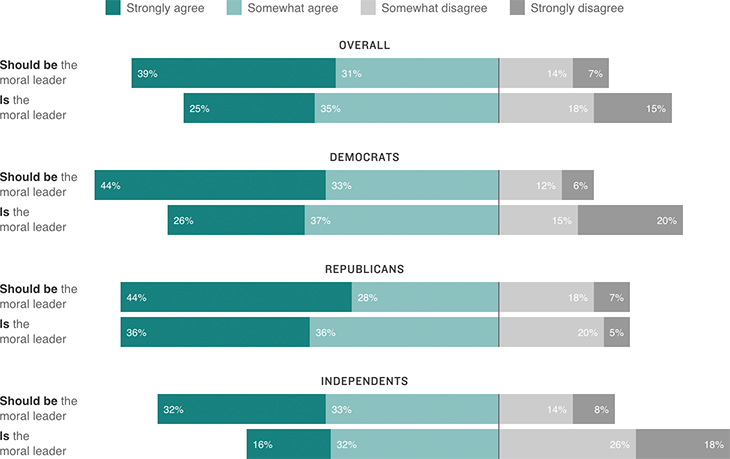 Strongly agree Somewhat agree Somewhat disagree Strongly disagree
OVERALL
Should be the
moral leader
39% 31% 14% 7%
Is the
moral leader
25% 35% 18% 15%
DEMOCRATS
Should be the
moral leader
44% 33% 12% 6%
Is the
moral leader
26% 37% 15% 20%
REPUBLICANS
Should be the
moral leader
44% 28% 18% 7%
Is the
moral leader
36% 36% 20% 5%
INDEPENDENTS
Should be the
moral leader
32% 33% 14% 8%
Is the
moral leader
16% 32% 26% 18%